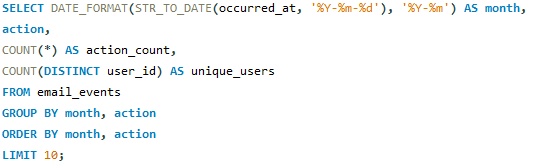 SELECT DATE_FORMAT(STR_TO_DATE(occurred_at, '%Y-%m-%d'), '%Y-%m') AS month,
action,
COUNT(*) AS action_count,
COUNT(DISTINCT user_id) AS unique_users
FROM email_events
GROUP BY month, action
ORDER BY month, action
LIMIT 10;